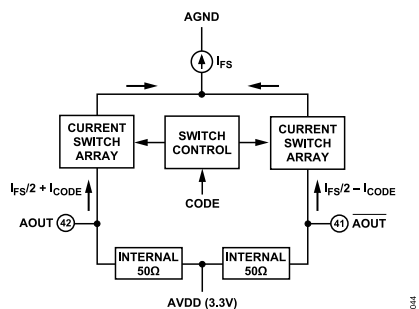 AGND
IFS
CURRENT
SWITCH
ARRAY
SWITCH
CONTROL
CURRENT
SWITCH
ARRAY
IFS/2 + ICODE
CODE
IFS/2 – ICODE
AOUT 42
41 AOUT
INTERNAL
50Ω
INTERNAL
50Ω
AVDD (3.3V)
044